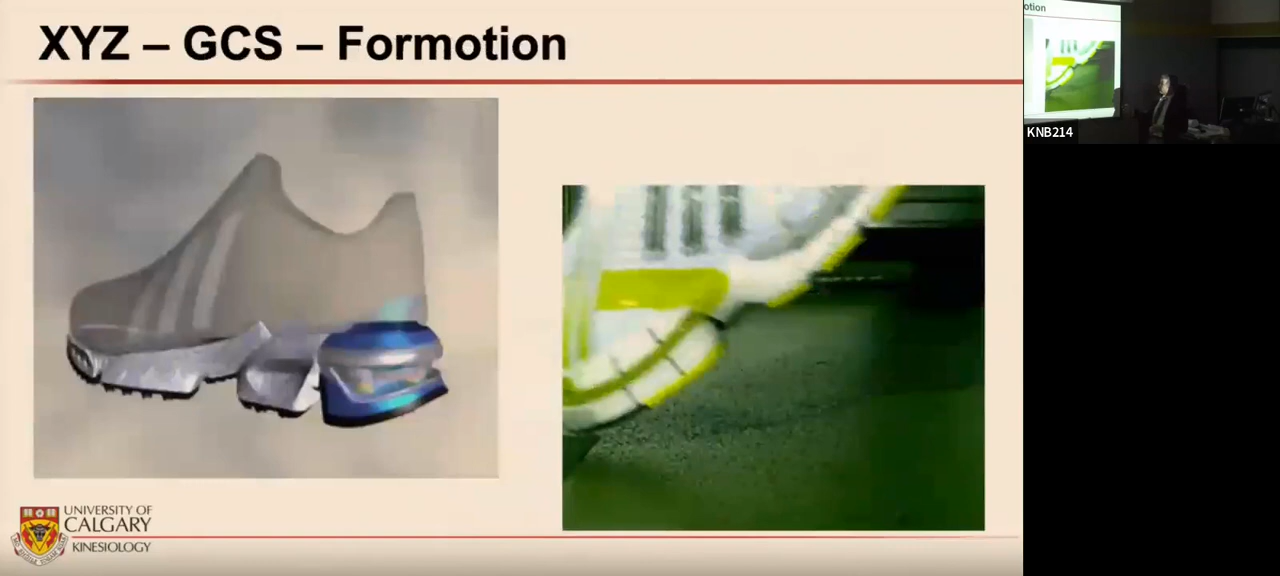 XYZ – GCS – Formotion
otion
KNB214
UNIVERSITY OF
CALGARY
KINESIOLOGY